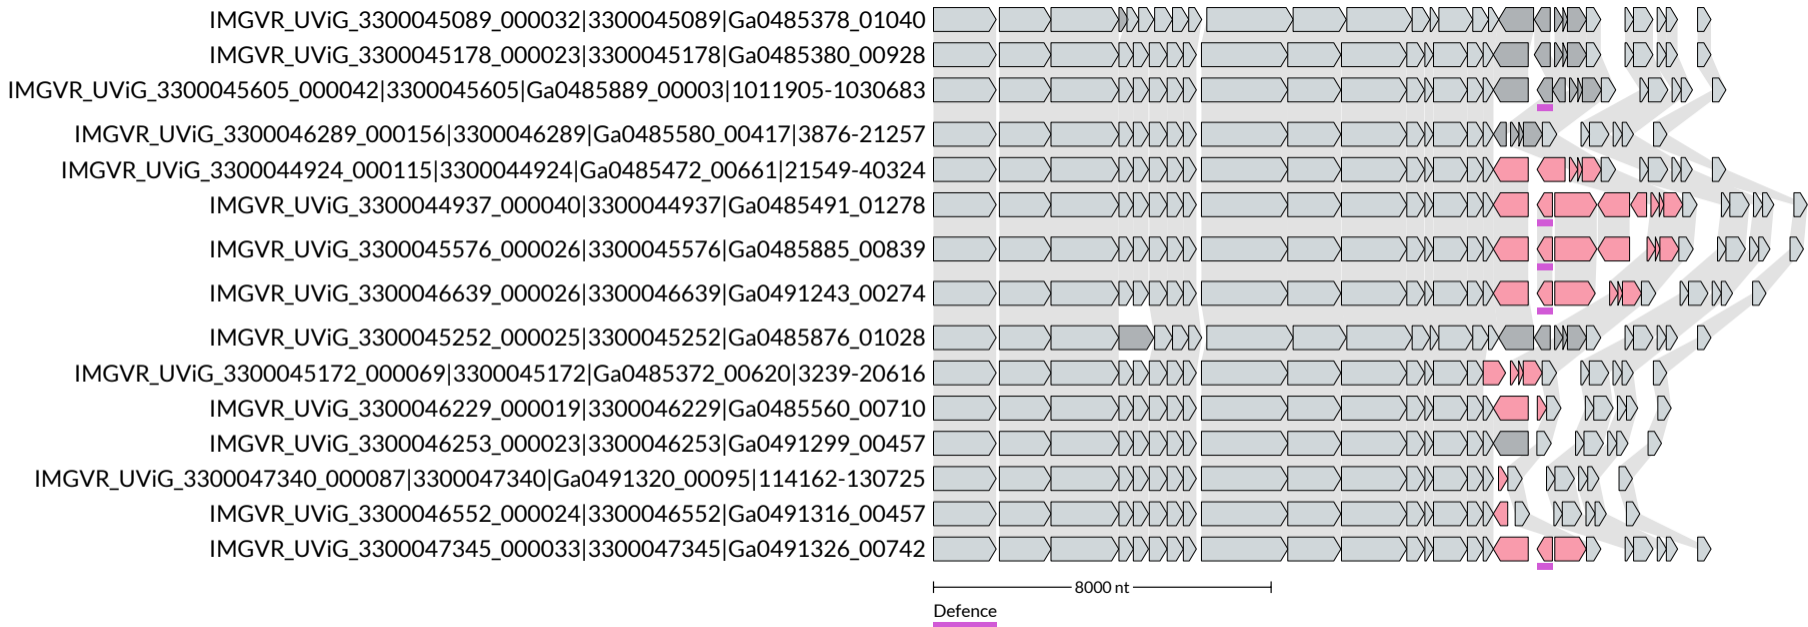 IMGVR_UViG_3300045089_000032|3300045089|Ga0485378_01040
IMGVR_UViG_3300045178_000023|3300045178|Ga0485380_00928
IMGVR_UViG_3300045605_000042|3300045605|Ga0485889_00003|1011905-1030683
IMGVR_UViG_3300046289_000156|3300046289|Ga0485580_00417|3876-21257
IMGVR_UViG_3300044924_000115|3300044924|Ga0485472_00661|21549-40324
IMGVR_UViG_3300044937_000040|3300044937|Ga0485491_01278
IMGVR_UViG_3300045576_000026|3300045576|Ga0485885_00839
IMGVR_UViG_3300046639_000026|3300046639|Ga0491243_00274
IMGVR_UViG_3300045252_000025|3300045252|Ga0485876_01028
IMGVR_UViG_3300045172_000069|3300045172|Ga0485372_00620|3239-20616
IMGVR_UViG_3300046229_000019|3300046229|Ga0485560_00710
IMGVR_UViG_3300046253_000023|3300046253|Ga0491299_00457
IMGVR_UViG_3300047340_000087|3300047340|Ga0491320_00095|114162-130725
IMGVR_UViG_3300046552_000024|3300046552|Ga0491316_00457
IMGVR_UViG_3300047345_000033|3300047345|Ga0491326_00742
8000 nt
Defence